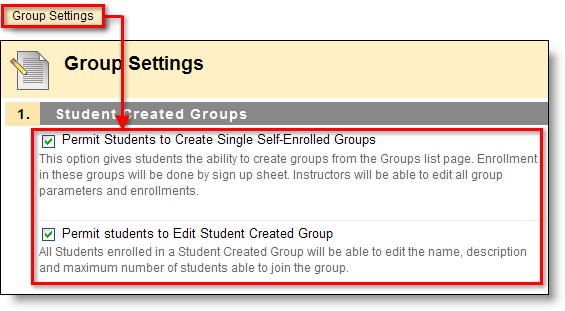 Group Settings
Group Settings
1. Student Created Groups
Permit Students to Create Single Self-Enrolled Groups
This option gives students the ability to create groups from the Groups list page. Enrollment
in these groups will be done by sign up sheet. Instructors will be able to edit all group
parameters and enrollments.
Permit students to Edit Student Created Group
All Students enrolled in a Student Created Group will be able to edit the name, description
and maximum number of students able to join the group.